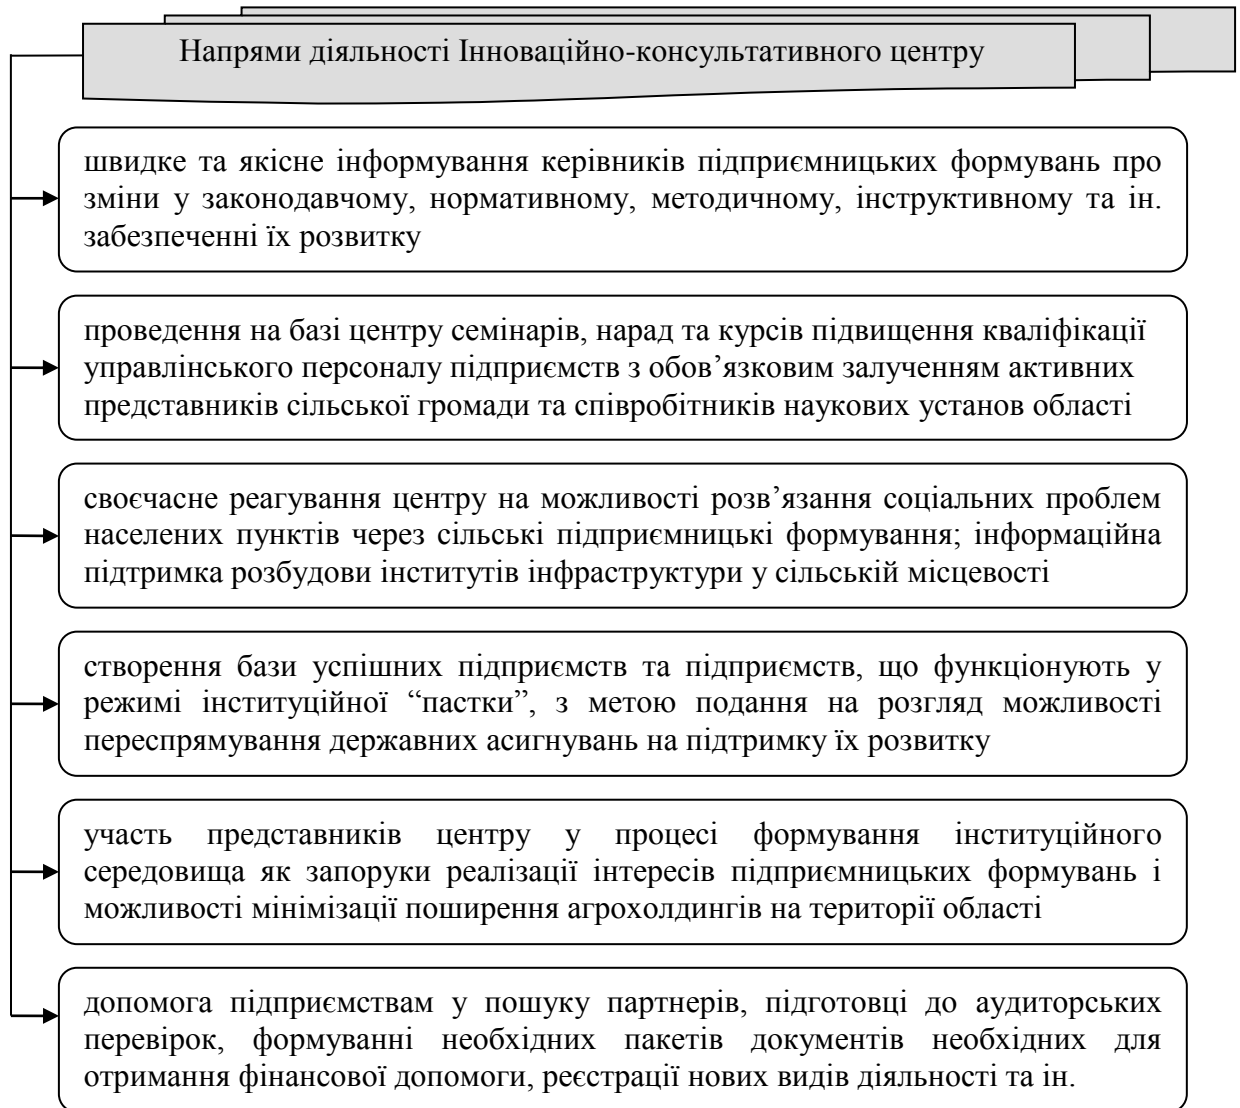 Напрями діяльності Інноваційно-консультативного центру
швидке та якісне інформування керівників підприємницьких формувань про
зміни у законодавчому, нормативному, методичному, інструктивному та ін.
забезпеченні їх розвитку
проведення на базі центру семінарів, нарад та курсів підвищення кваліфікації
управлінського персоналу підприємств з обов’язковим залученням активних
представників сільської громади та співробітників наукових установ області
своєчасне реагування центру на можливості розв’язання соціальних проблем
населених пунктів через сільські підприємницькі формування; інформаційна
підтримка розбудови інститутів інфраструктури у сільській місцевості
створення бази успішних підприємств та підприємств, що функціонують у
режимі інституційної “пастки”, з метою подання на розгляд можливості
переспрямування державних асигнувань на підтримку їх розвитку
участь представників центру у процесі формування інституційного
середовища як запоруки реалізації інтересів підприємницьких формувань і
можливості мінімізації поширення агрохолдингів на території області
допомога підприємствам у пошуку партнерів, підготовці до аудиторських
перевірок, формуванні необхідних пакетів документів необхідних для
отримання фінансової допомоги, реєстрації нових видів діяльності та ін.